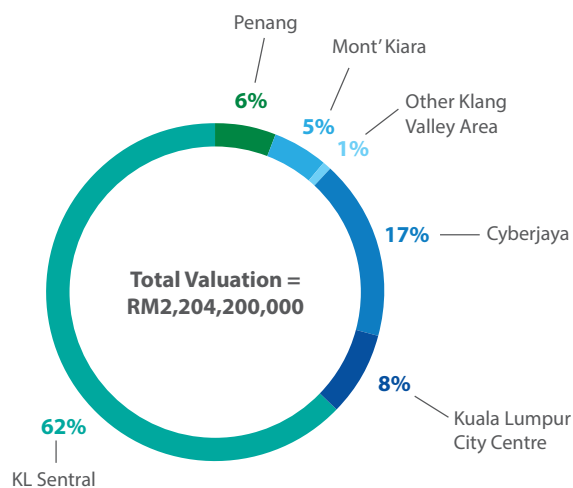 Penang
6%
Mont’ Kiara
5%
Other Klang
Valley Area
1%
17%
Cyberjaya
Total Valuation =
RM2,204,200,000
8%
Kuala Lumpur
City Centre
62%
KL Sentral